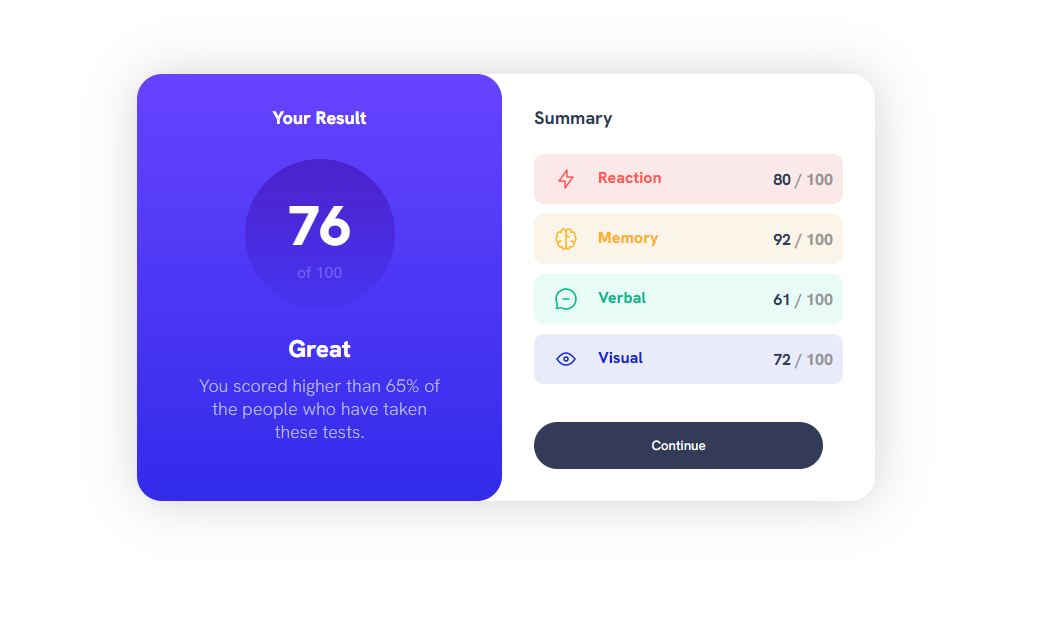 Your Result
76
of 100
Great
You scored higher than 65% of
the people who have taken
these tests.
Summary
Reaction 80 / 100
Memory 92 / 100
Verbal 61 / 100
Visual 72 / 100
Continue